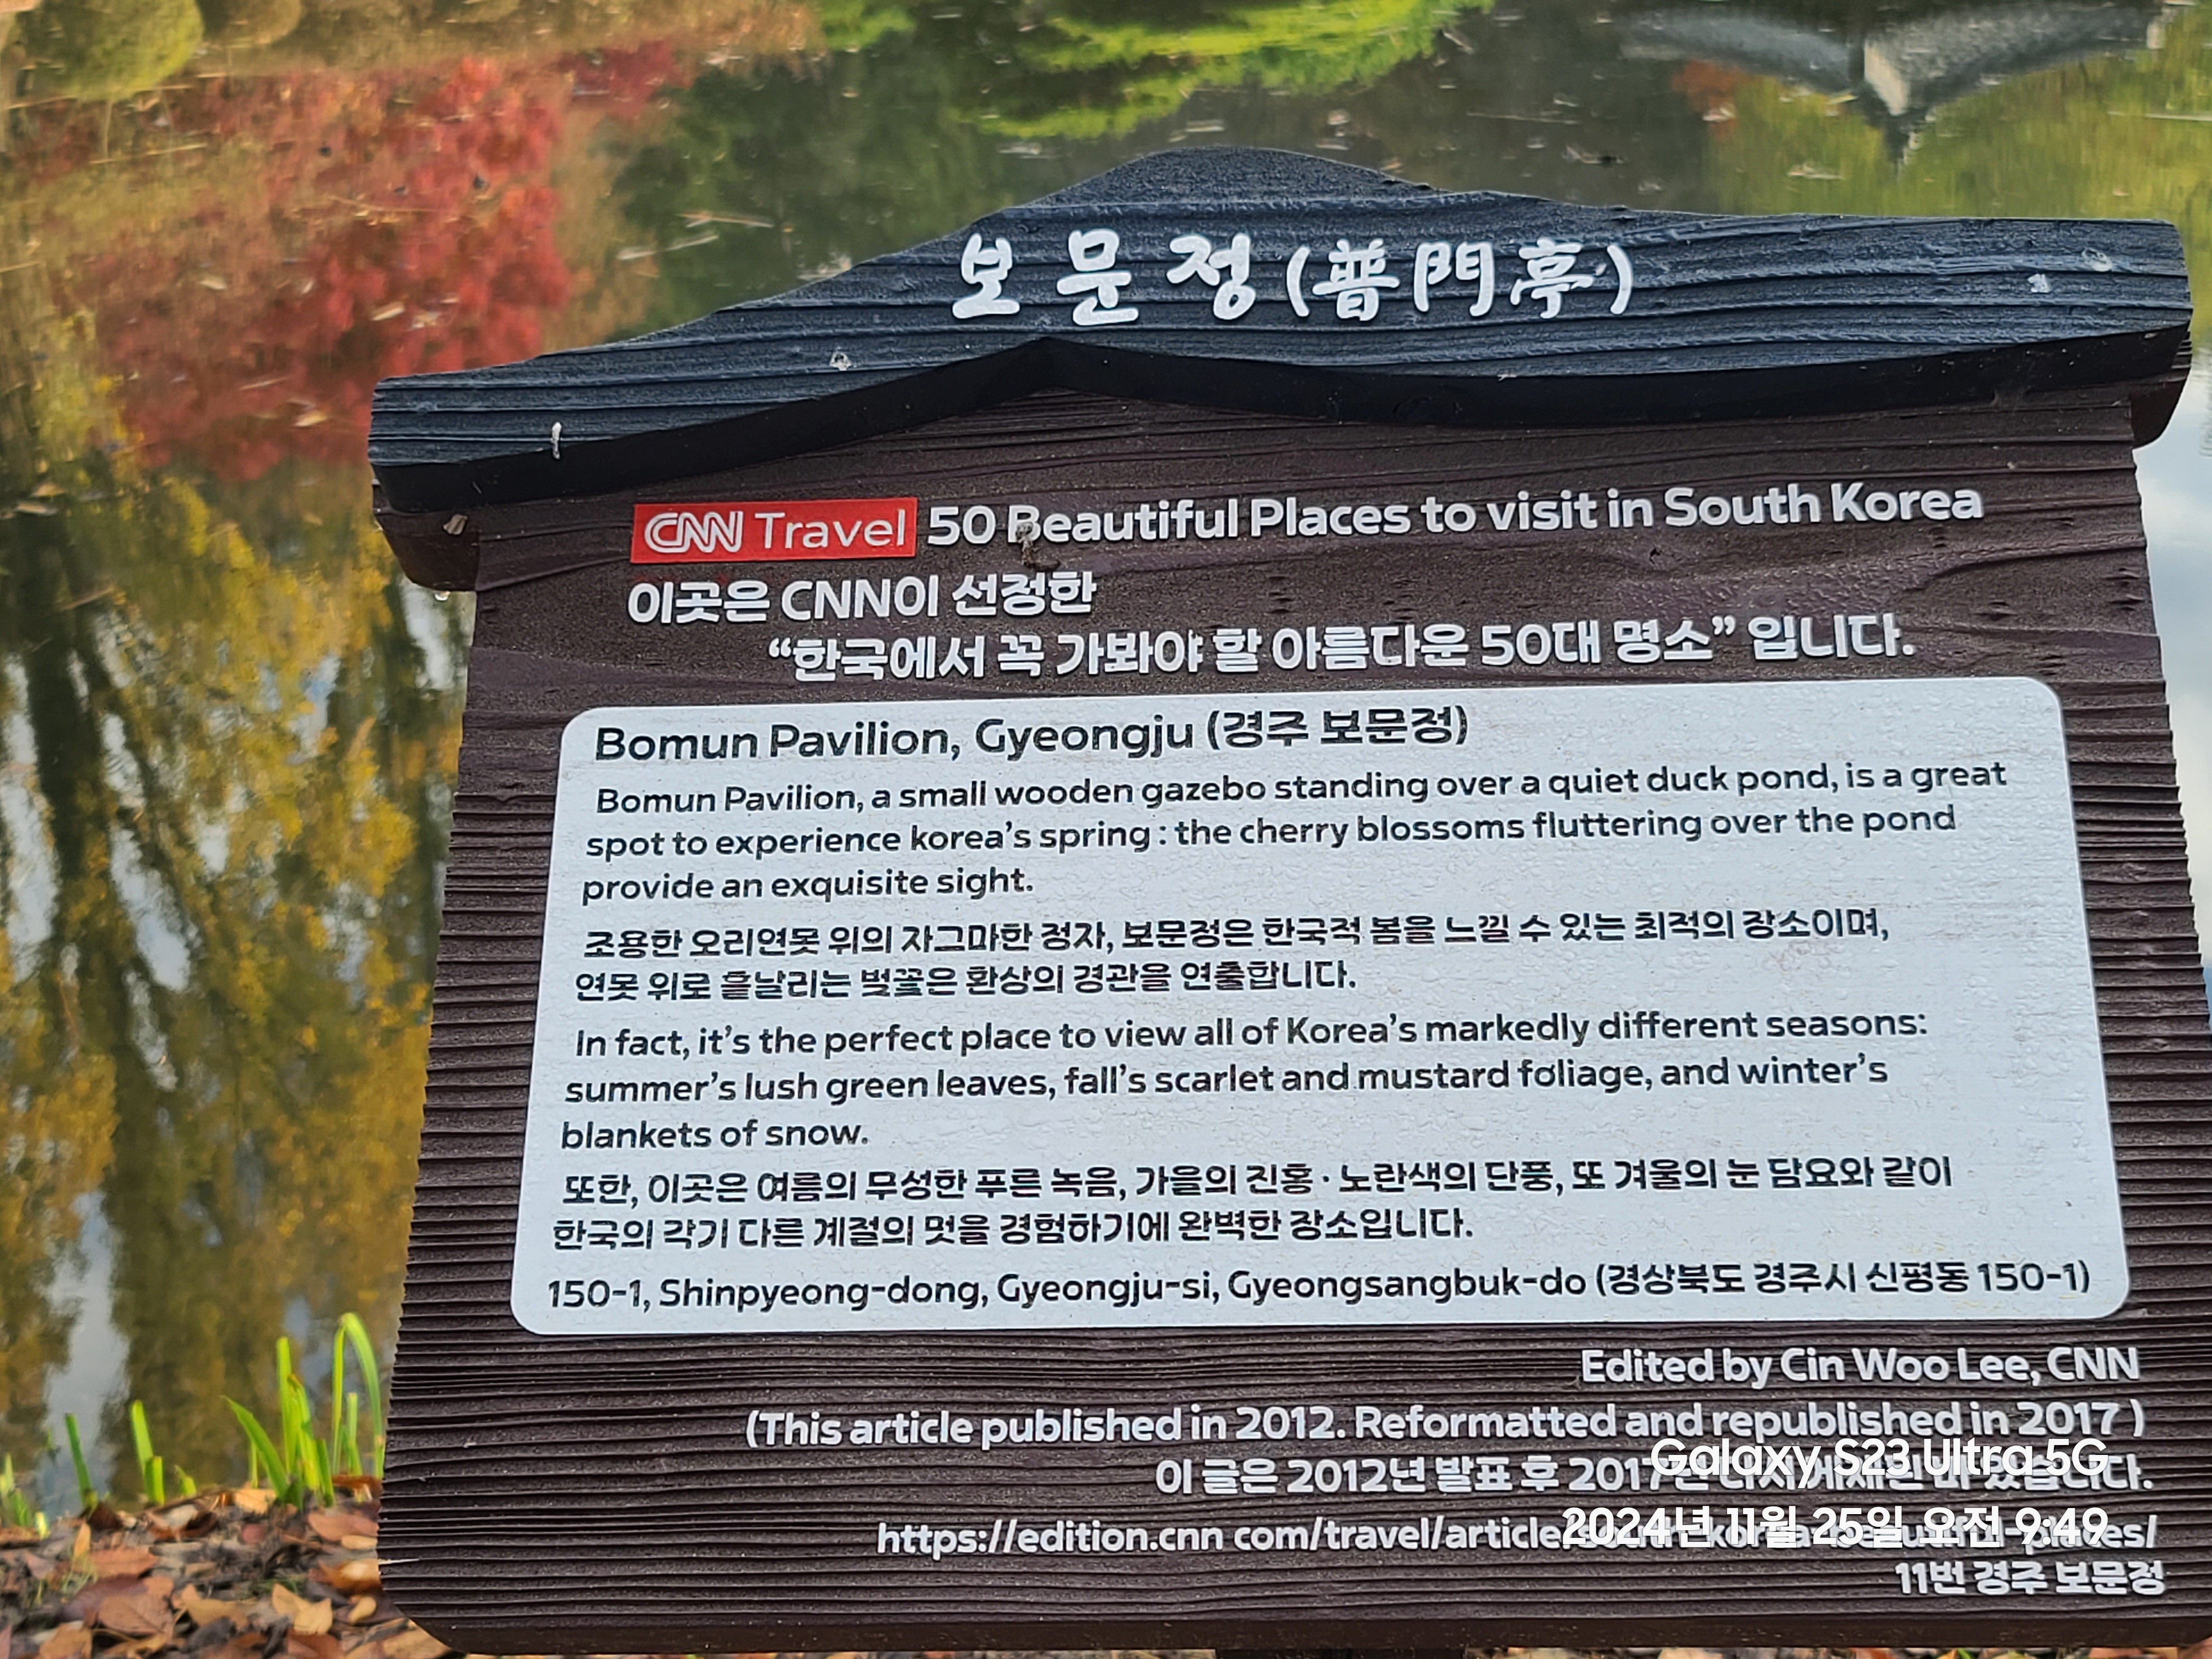 보문정(普門亭)
CNN Travel 50 Beautiful Places to visit in South Korea
이곳은 CNN이 선정한
“한국에서 꼭 가봐야 할 아름다운 50대 명소” 입니다.
Bomun Pavilion, Gyeongju (경주 보문정)
Bomun Pavilion, a small wooden gazebo standing over a quiet duck pond, is a great
spot to experience korea’s spring : the cherry blossoms fluttering over the pond
provide an exquisite sight.
조용한 오리연못 위의 자그마한 정자, 보문정은 한국적 봄을 느낄 수 있는 최적의 장소이며,
연못 위로 흩날리는 벚꽃은 환상의 경관을 연출합니다.
In fact, it’s the perfect place to view all of Korea’s markedly different seasons:
summer’s lush green leaves, fall’s scarlet and mustard foliage, and winter’s
blankets of snow.
또한, 이곳은 여름의 무성한 푸른 녹음, 가을의 진홍 · 노란색의 단풍, 또 겨울의 눈 담요와 같이
한국의 각기 다른 계절의 멋을 경험하기에 완벽한 장소입니다.
150-1, Shinpyeong-dong, Gyeongju-si, Gyeongsangbuk-do (경상북도 경주시 신평동 150-1)
Edited by Cin Woo Lee, CNN
(This article published in 2012. Reformatted and republished in 2017 )
이 글은 2012년 발표 후 2017년
Galaxy S23 Ultra 5G
https://edition.cnn com/travel/article/
2024년 11월 25일 오전 9:49
11번 경주 보문정